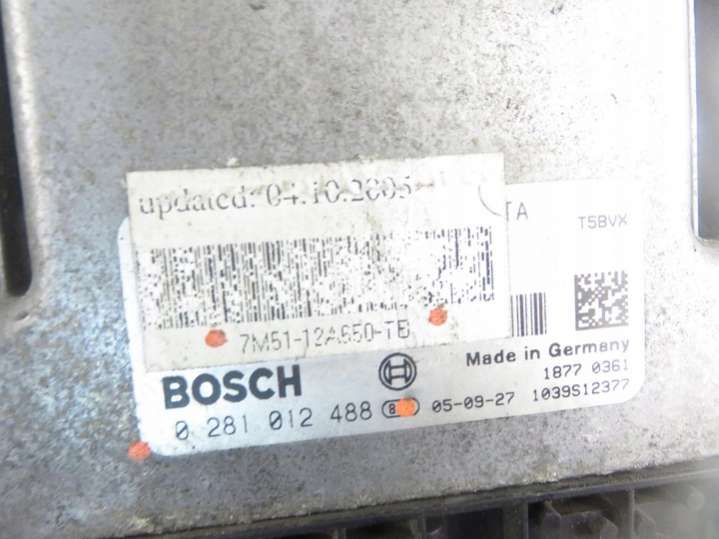 updated: 04.10.2005
TA
T5BVX
7M51-12A650-TB
Made in Germany
BOSCH
1877 0361
0 281 012 488
05-09-27 1039S12377